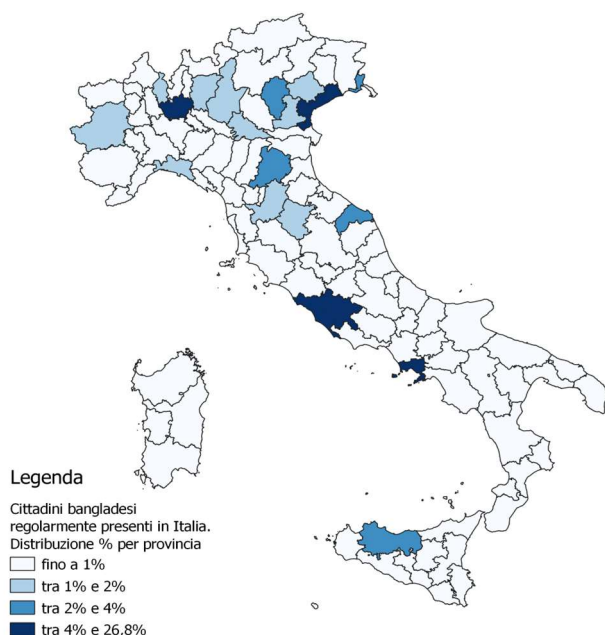 Legenda
Cittadini bangladesi
regolarmente presenti in Italia.
Distribuzione % per provincia
fino a 1%
tra 1% e 2%
tra 2% e 4%
tra 4% e 26,8%